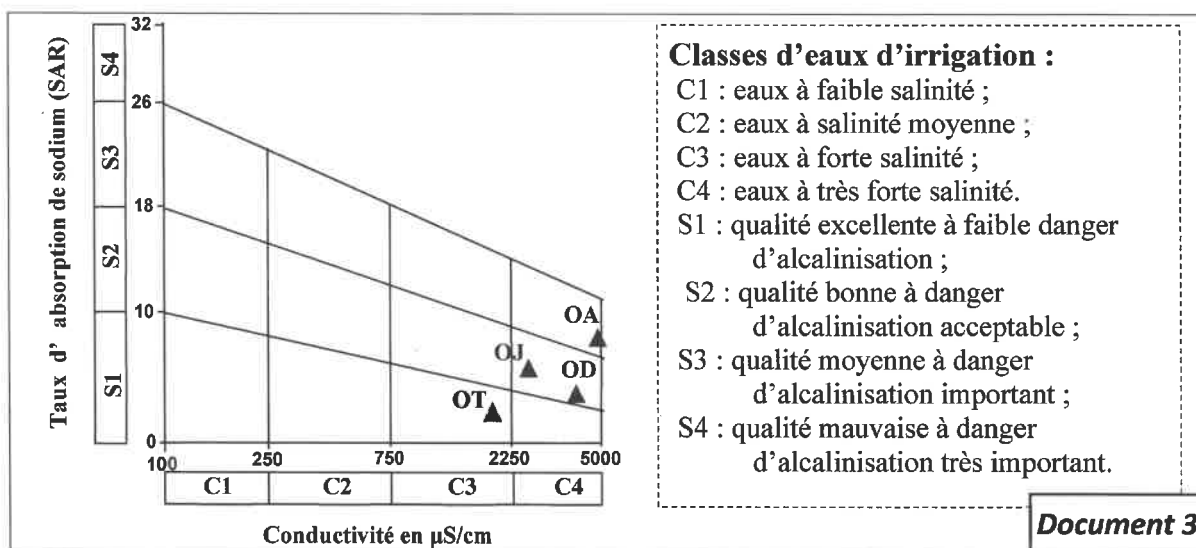 Taux d' absorption de sodium (SAR)
S4
S3
S2
S1
32
26
18
10
0
OA
OJ
OD
OT
100
250
750
2250
5000
C1
C2
C3
C4
Conductivité en µS/cm
Classes d'eaux d'irrigation :
C1 : eaux à faible salinité ;
C2 : eaux à salinité moyenne ;
C3 : eaux à forte salinité ;
C4 : eaux à très forte salinité.
S1 : qualité excellente à faible danger
d'alcalinisation ;
S2 : qualité bonne à danger
d'alcalinisation acceptable ;
S3 : qualité moyenne à danger
d'alcalinisation important ;
S4 : qualité mauvaise à danger
d'alcalinisation très important.
Document 3